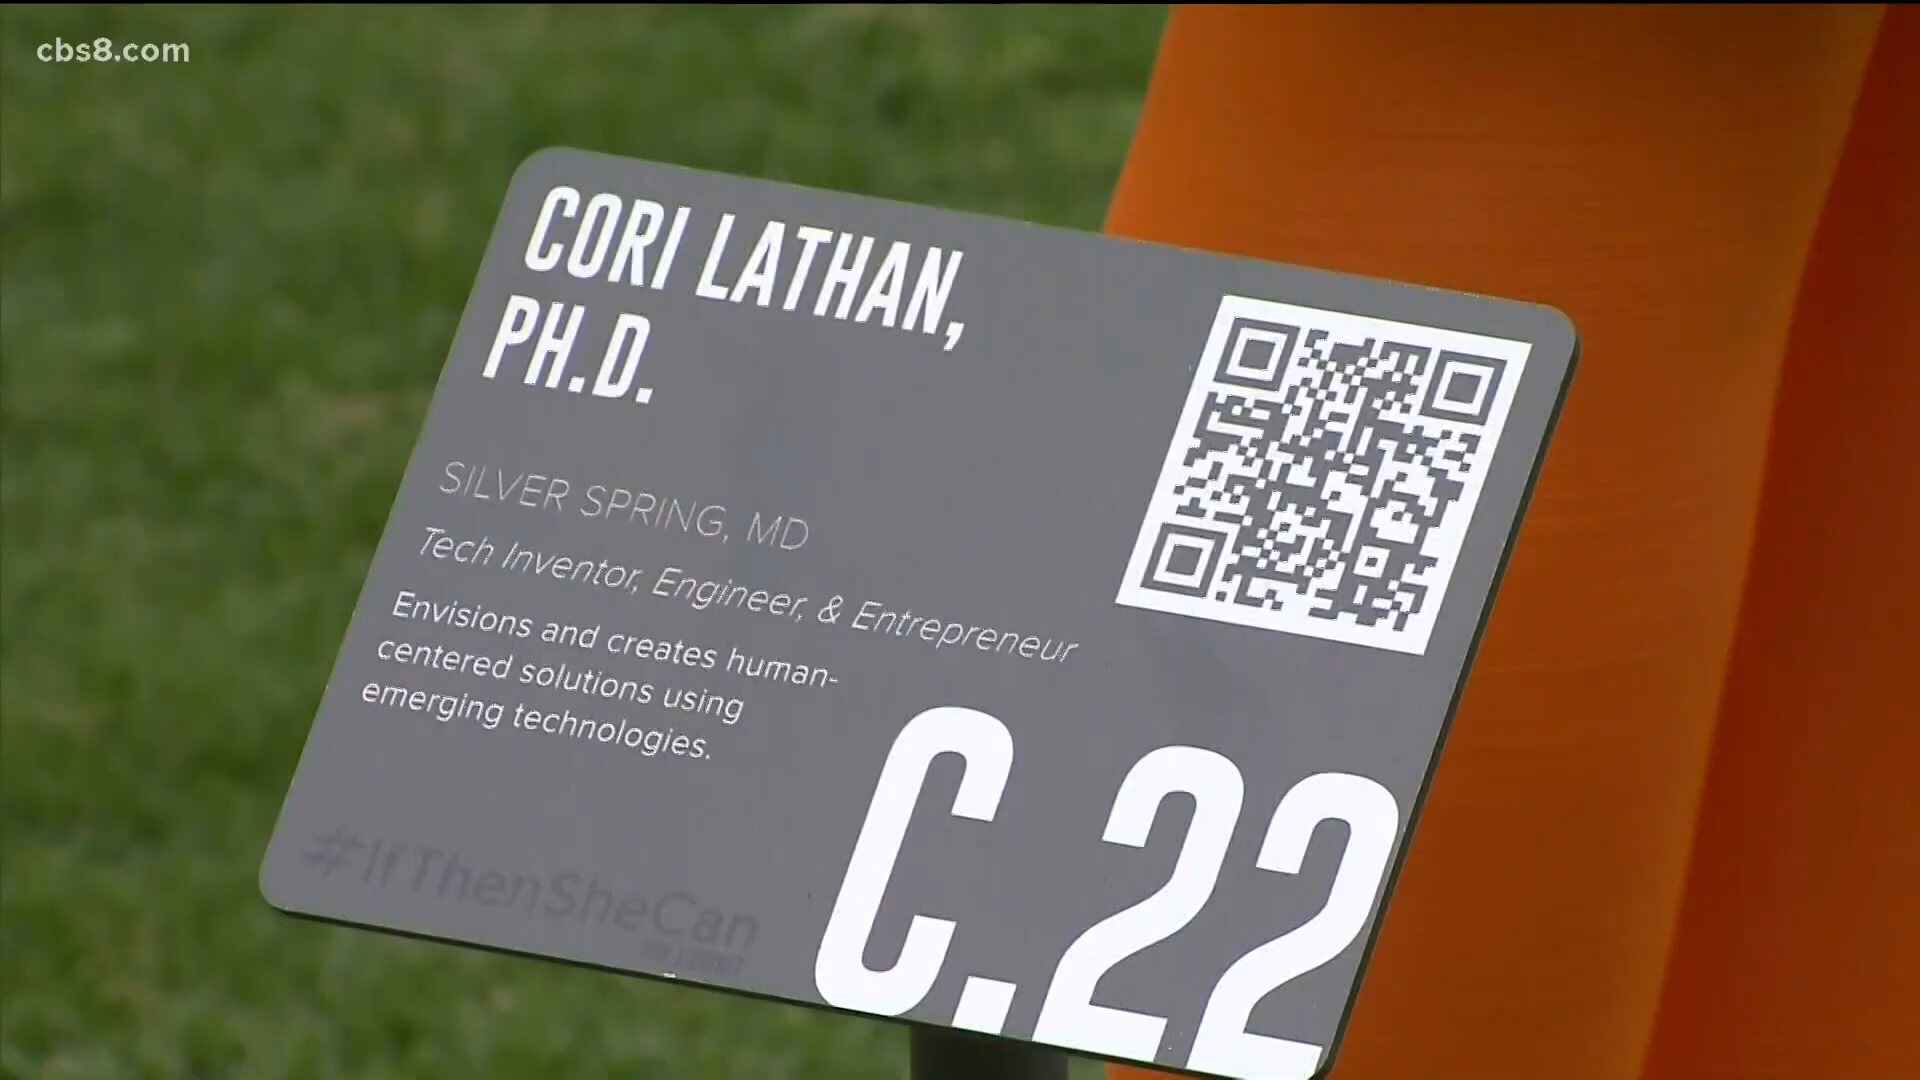 cbs8.com
CORI LATHAN,
PH.D.
SILVER SPRING, MD
Tech Inventor, Engineer, & Entrepreneur
Envisions and creates human-
centered solutions using
emerging technologies.
#IfThenSheCan
C.22